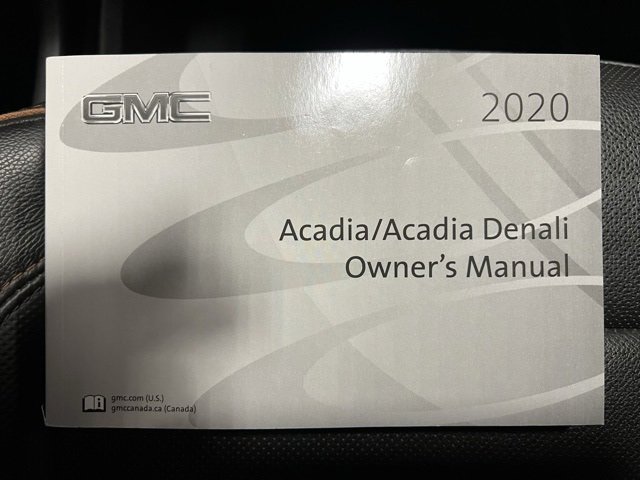 GMC
2020
Acadia/Acadia Denali
Owner's Manual
gmc.com (U.S.)
gmccanada.ca (Canada)